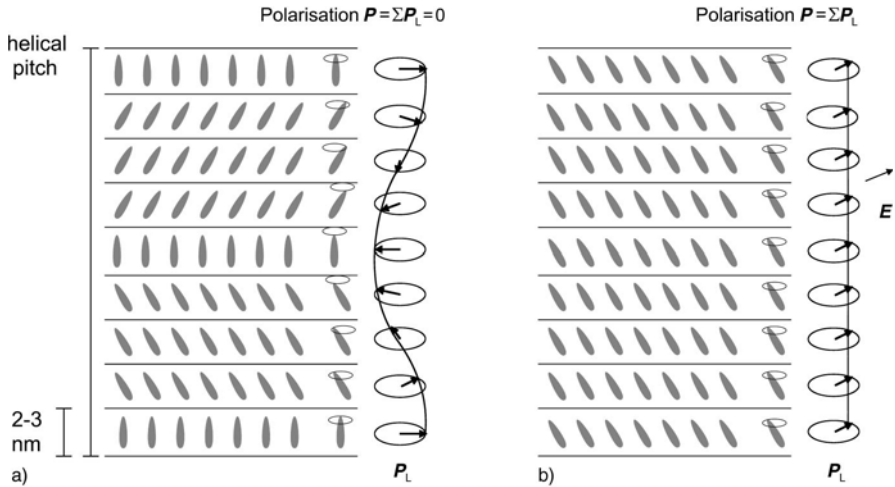 Polarisation P = ΣP_L = 0
helical
pitch
2-3
nm
a)
P_L
Polarisation P = ΣP_L
E
b)
P_L